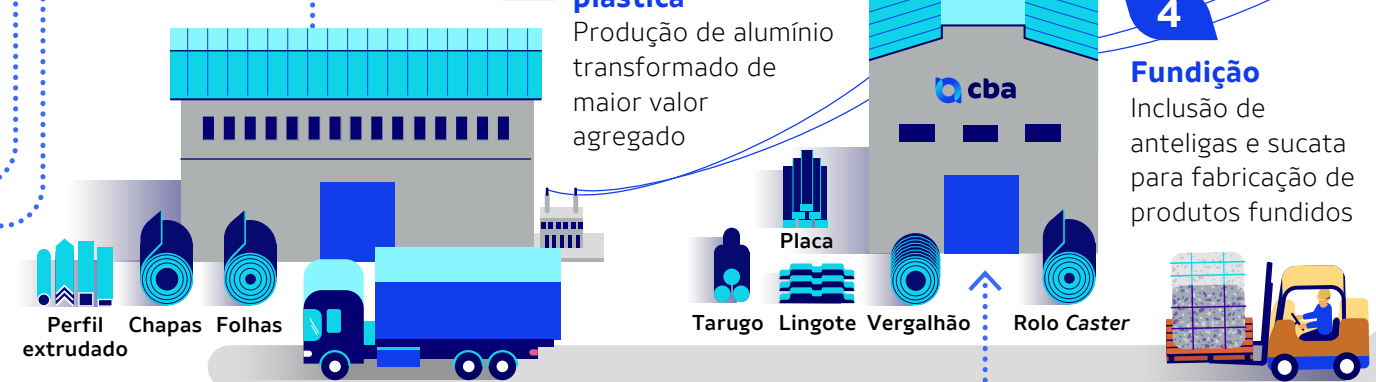 plástica
Produção de alumínio
transformado de
maior valor
agregado
cba
4
Fundição
Inclusão de
anteligas e sucata
para fabricação de
produtos fundidos
Placa
Perfil
extrudado
Chapas
Folhas
Tarugo
Lingote
Vergalhão
Rolo Caster